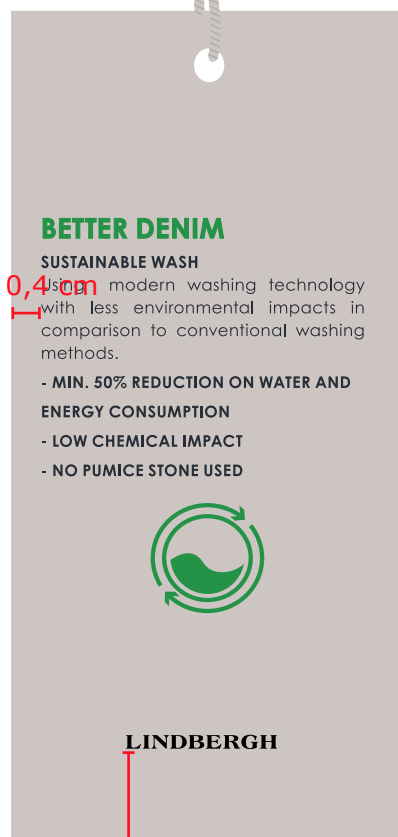 BETTER DENIM
SUSTAINABLE WASH
0,4 cm
Using modern washing technology
with less environmental impacts in
comparison to conventional washing
methods.
- MIN. 50% REDUCTION ON WATER AND
ENERGY CONSUMPTION
- LOW CHEMICAL IMPACT
- NO PUMICE STONE USED
LINDBERGH